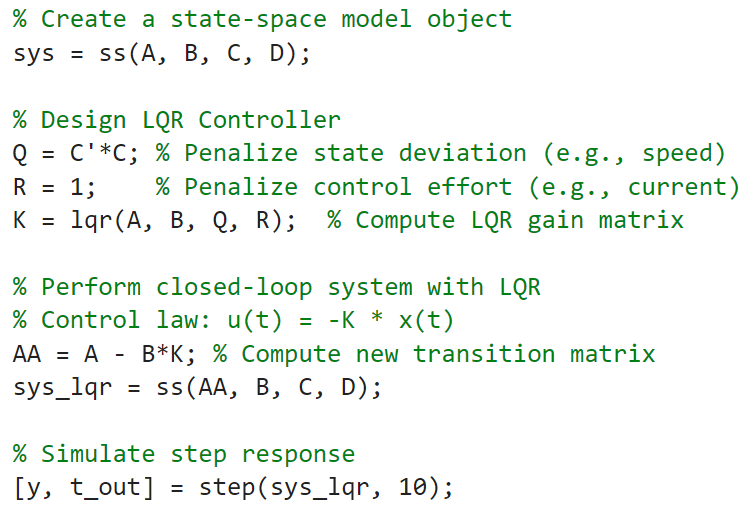 % Create a state-space model object
sys = ss(A, B, C, D);
% Design LQR Controller
Q = C'*C; % Penalize state deviation (e.g., speed)
R = 1;    % Penalize control effort (e.g., current)
K = lqr(A, B, Q, R);  % Compute LQR gain matrix
% Perform closed-loop system with LQR
% Control law: u(t) = -K * x(t)
AA = A - B*K; % Compute new transition matrix
sys_lqr = ss(AA, B, C, D);
% Simulate step response
[y, t_out] = step(sys_lqr, 10);